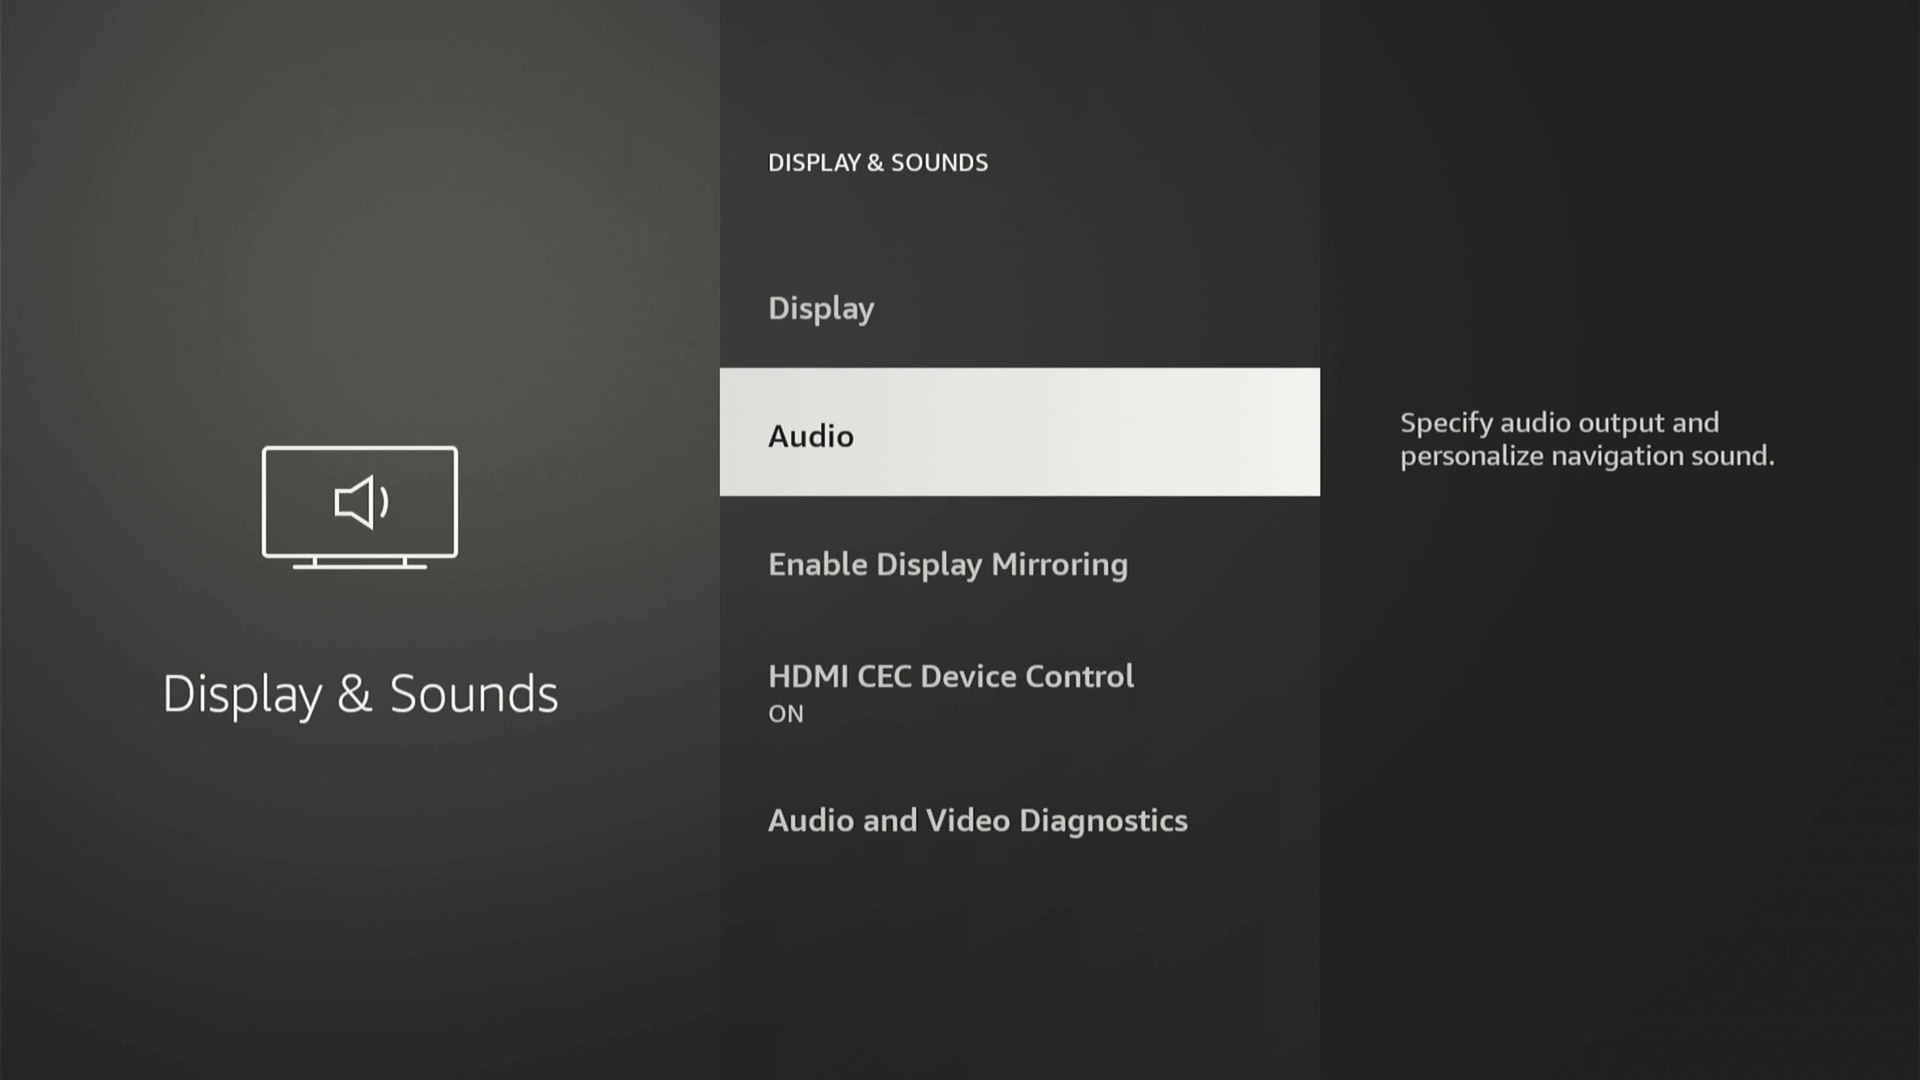 Display & Sounds
DISPLAY & SOUNDS
Display
Audio
Enable Display Mirroring
HDMI CEC Device Control
ON
Audio and Video Diagnostics
Specify audio output and
personalize navigation sound.